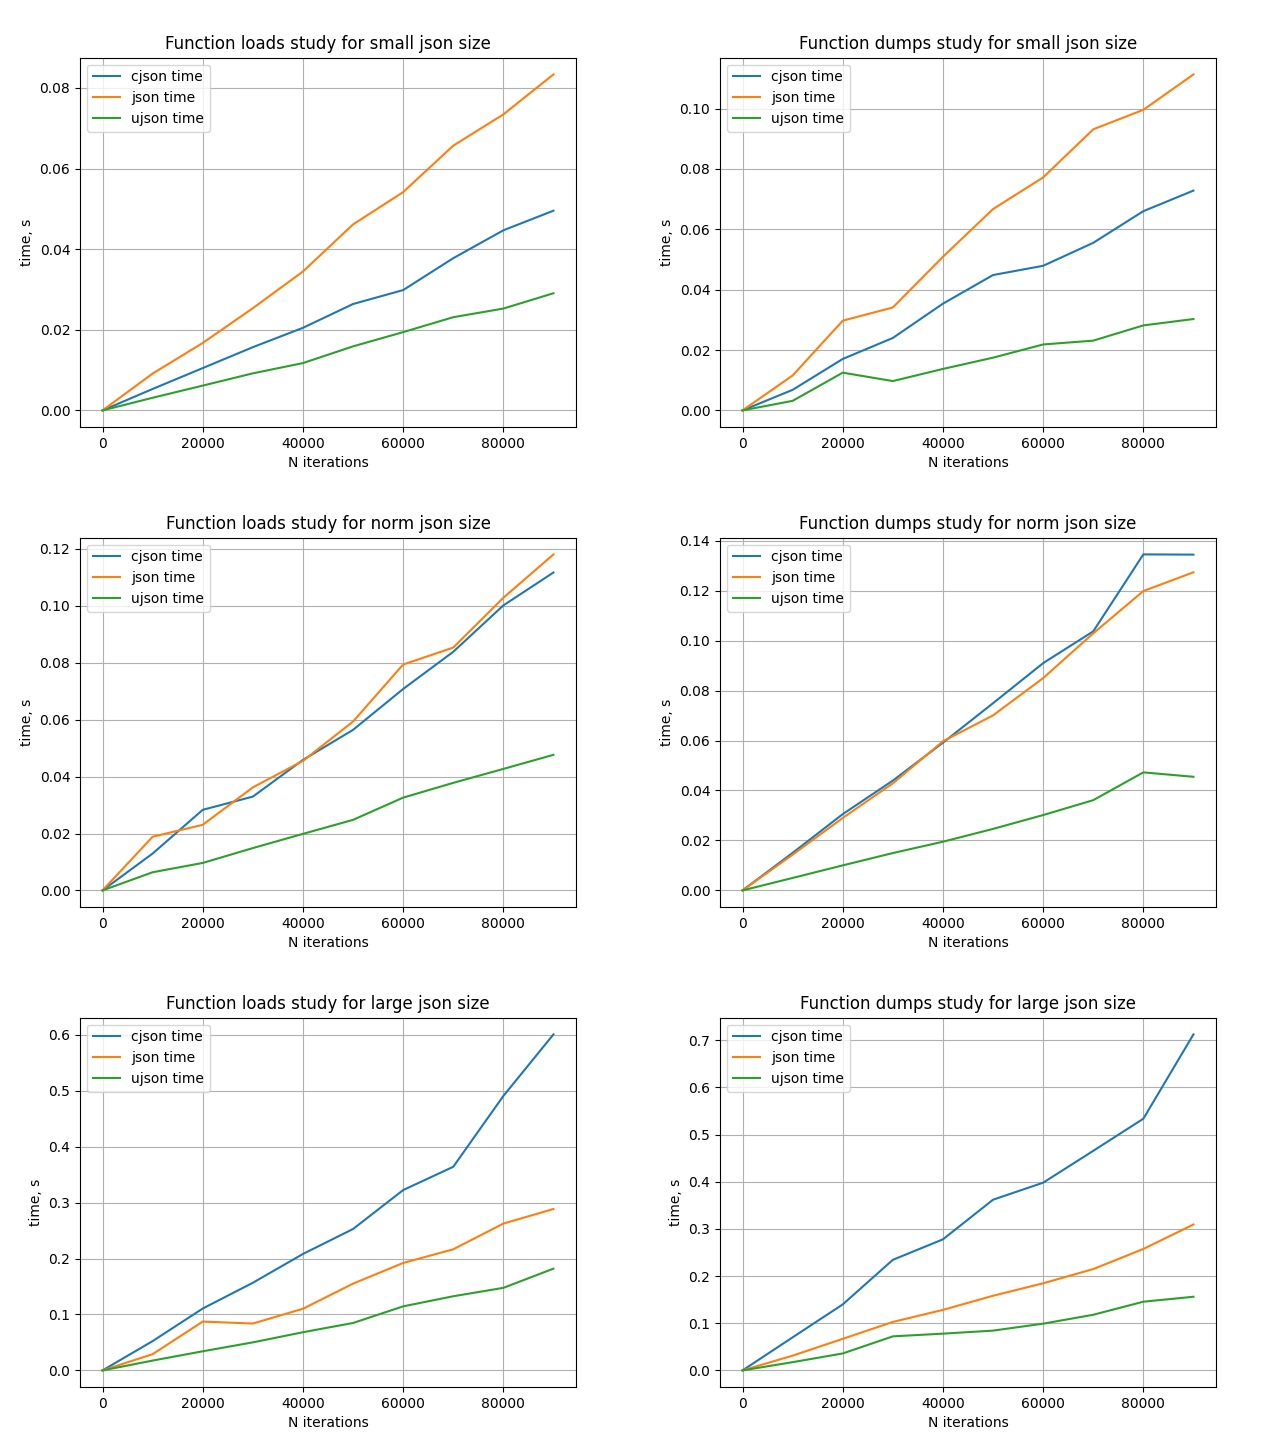 Function loads study for small json size
cjson time
json time
ujson time
0.08
0.06
0.04
0.02
0.00
time, s
0 20000 40000 60000 80000
N iterations
Function dumps study for small json size
cjson time
json time
ujson time
0.10
0.08
0.06
0.04
0.02
0.00
time, s
0 20000 40000 60000 80000
N iterations
Function loads study for norm json size
cjson time
json time
ujson time
0.12
0.10
0.08
0.06
0.04
0.02
0.00
time, s
0 20000 40000 60000 80000
N iterations
Function dumps study for norm json size
cjson time
json time
ujson time
0.14
0.12
0.10
0.08
0.06
0.04
0.02
0.00
time, s
0 20000 40000 60000 80000
N iterations
Function loads study for large json size
cjson time
json time
ujson time
0.6
0.5
0.4
0.3
0.2
0.1
0.0
time, s
0 20000 40000 60000 80000
N iterations
Function dumps study for large json size
cjson time
json time
ujson time
0.7
0.6
0.5
0.4
0.3
0.2
0.1
0.0
time, s
0 20000 40000 60000 80000
N iterations